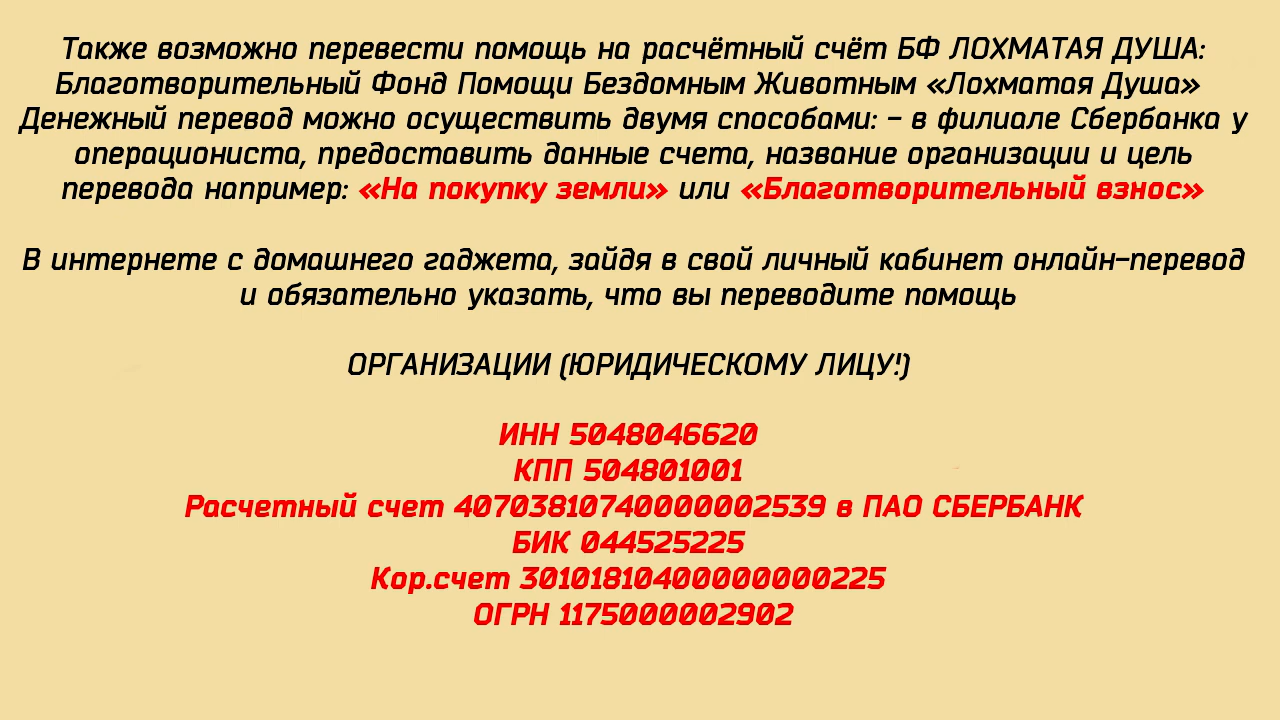 Также возможно перевести помощь на расчётный счёт БФ ЛОХМАТАЯ ДУША:
Благотворительный Фонд Помощи Бездомным Животным «Лохматая Душа»
Денежный перевод можно осуществить двумя способами: - в филиале Сбербанка у
операциониста, предоставить данные счета, название организации и цель
перевода например: «На покупку земли» или «Благотворительный взнос»
В интернете с домашнего гаджета, зайдя в свой личный кабинет онлайн-перевод
и обязательно указать, что вы переводите помощь
ОРГАНИЗАЦИИ (ЮРИДИЧЕСКОМУ ЛИЦУ!)
ИНН 5048046620
КПП 504801001
Расчетный счет 40703810740000002539 в ПАО СБЕРБАНК
БИК 044525225
Кор.счет 30101810400000000225
ОГРН 1175000002902